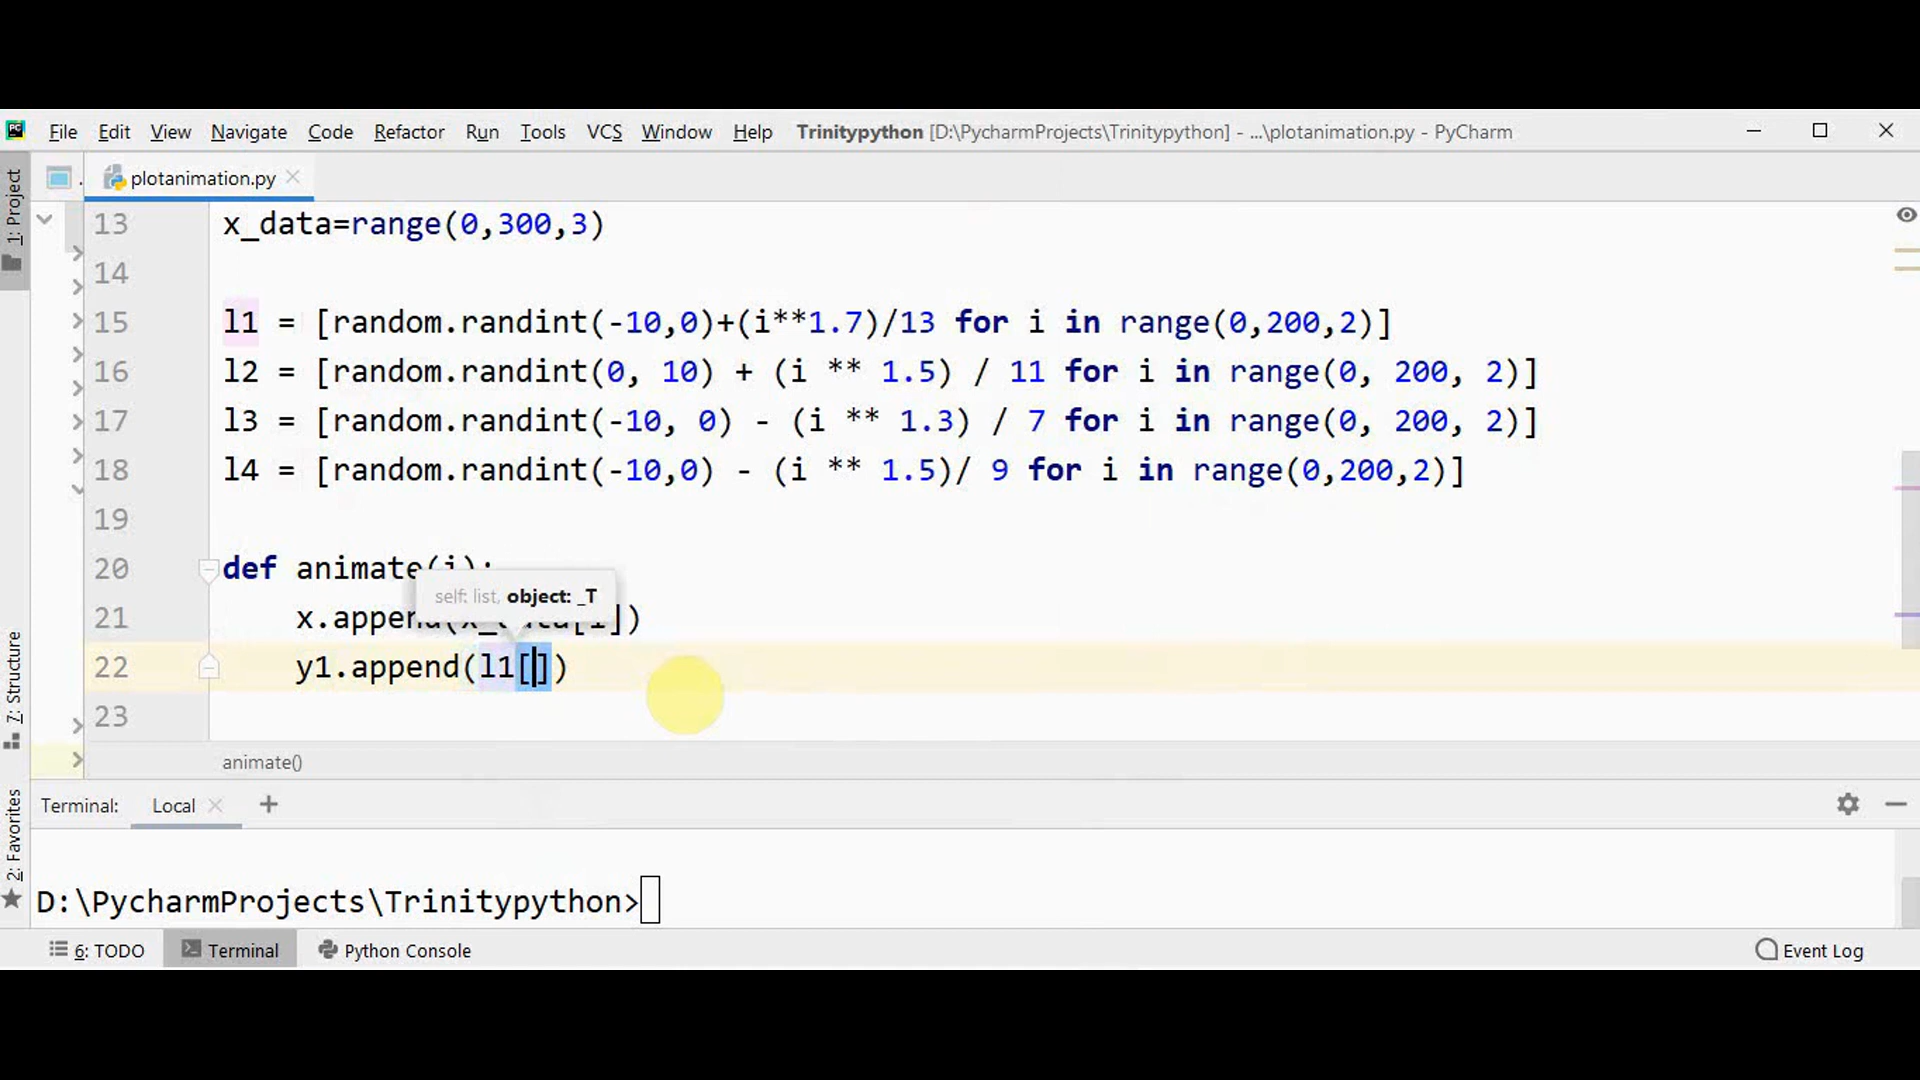 File Edit View Navigate Code Refactor Run Tools VCS Window Help Trinitypython [D:\PycharmProjects\Trinitypython] - ...\plotanimation.py - PyCharm
1: Project
plotanimation.py
13 x_data=range(0,300,3)
14
15 l1 = [random.randint(-10,0)+(i**1.7)/13 for i in range(0,200,2)]
16 l2 = [random.randint(0, 10) + (i ** 1.5) / 11 for i in range(0, 200, 2)]
17 l3 = [random.randint(-10, 0) - (i ** 1.3) / 7 for i in range(0, 200, 2)]
18 l4 = [random.randint(-10,0) - (i ** 1.5)/ 9 for i in range(0,200,2)]
19
20 def animate(i):
self: list, object: _T
21 x.append(x_data[i])
22 y1.append(l1[])
23
7: Structure
animate()
2: Favorites
Terminal: Local +
D:\PycharmProjects\Trinitypython>
6: TODO Terminal Python Console Event Log